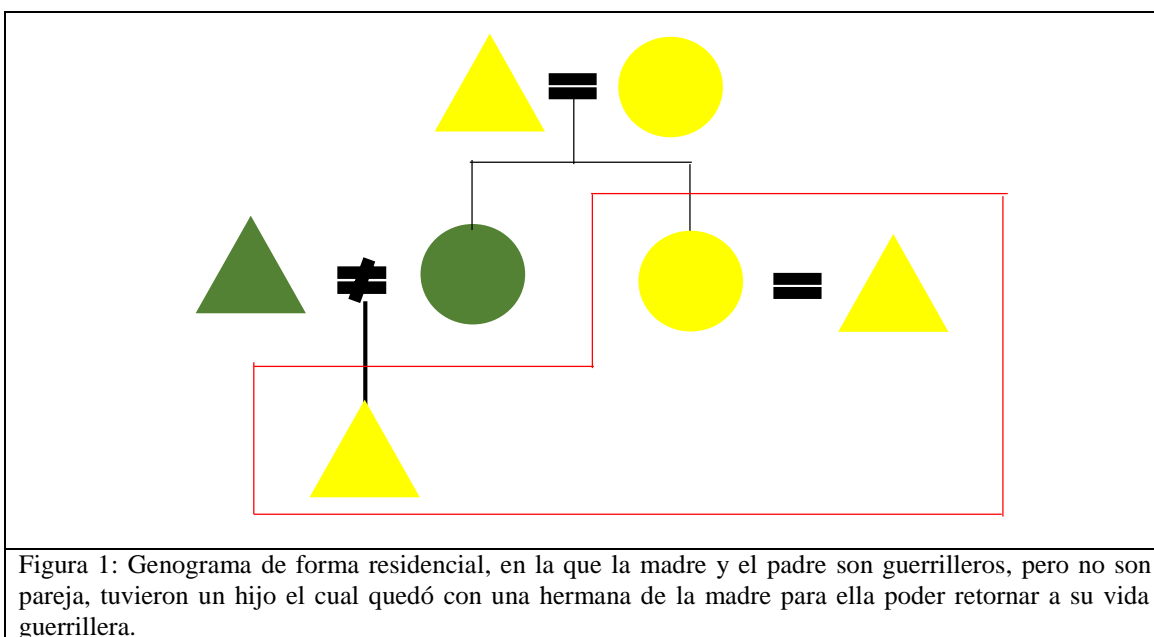 Figura 1: Genograma de forma residencial, en la que la madre y el padre son guerrilleros, pero no son
pareja, tuvieron un hijo el cual quedó con una hermana de la madre para ella poder retornar a su vida
guerrillera.